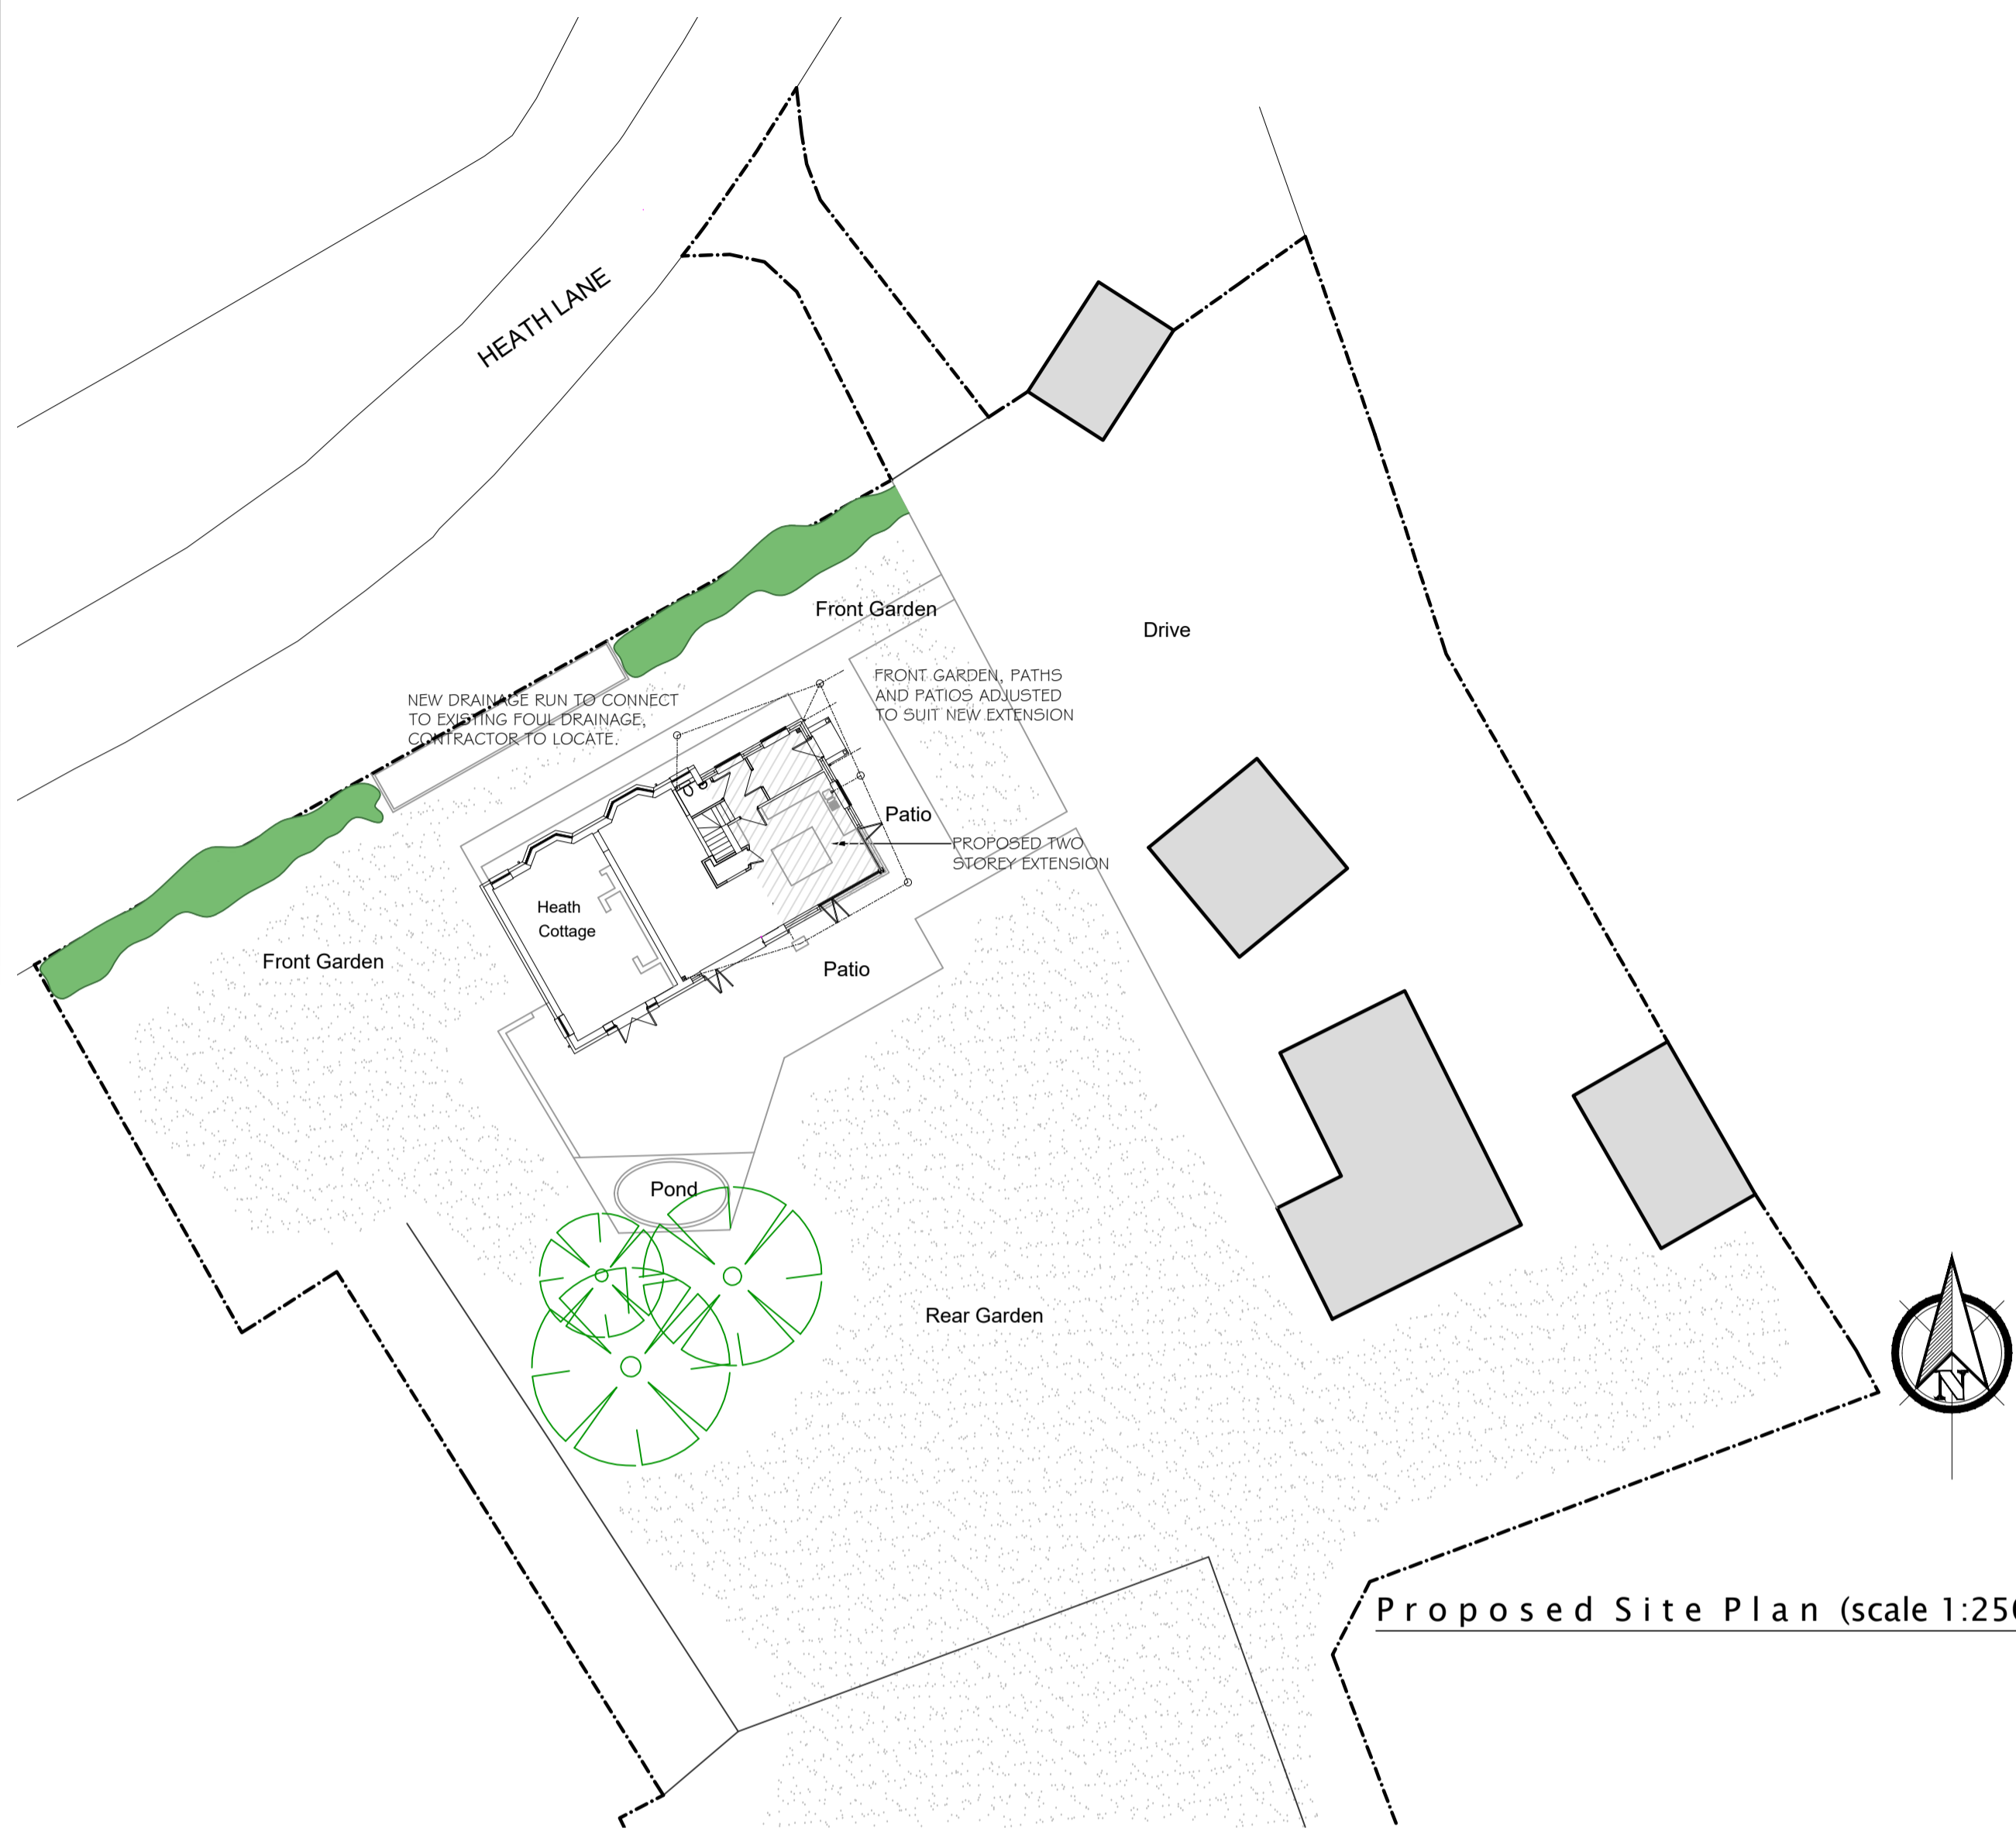 HEATH LANE
Front Garden
Drive
FRONT GARDEN, PATHS
AND PATIOS ADJUSTED
TO SUIT NEW EXTENSION
NEW DRAINAGE RUN TO CONNECT
TO EXISTING FOUL DRAINAGE,
CONTRACTOR TO LOCATE.
Patio
PROPOSED TWO
STOREY EXTENSION
Heath
Cottage
Front Garden
Patio
Pond
Rear Garden
N
Proposed Site Plan (scale 1:250